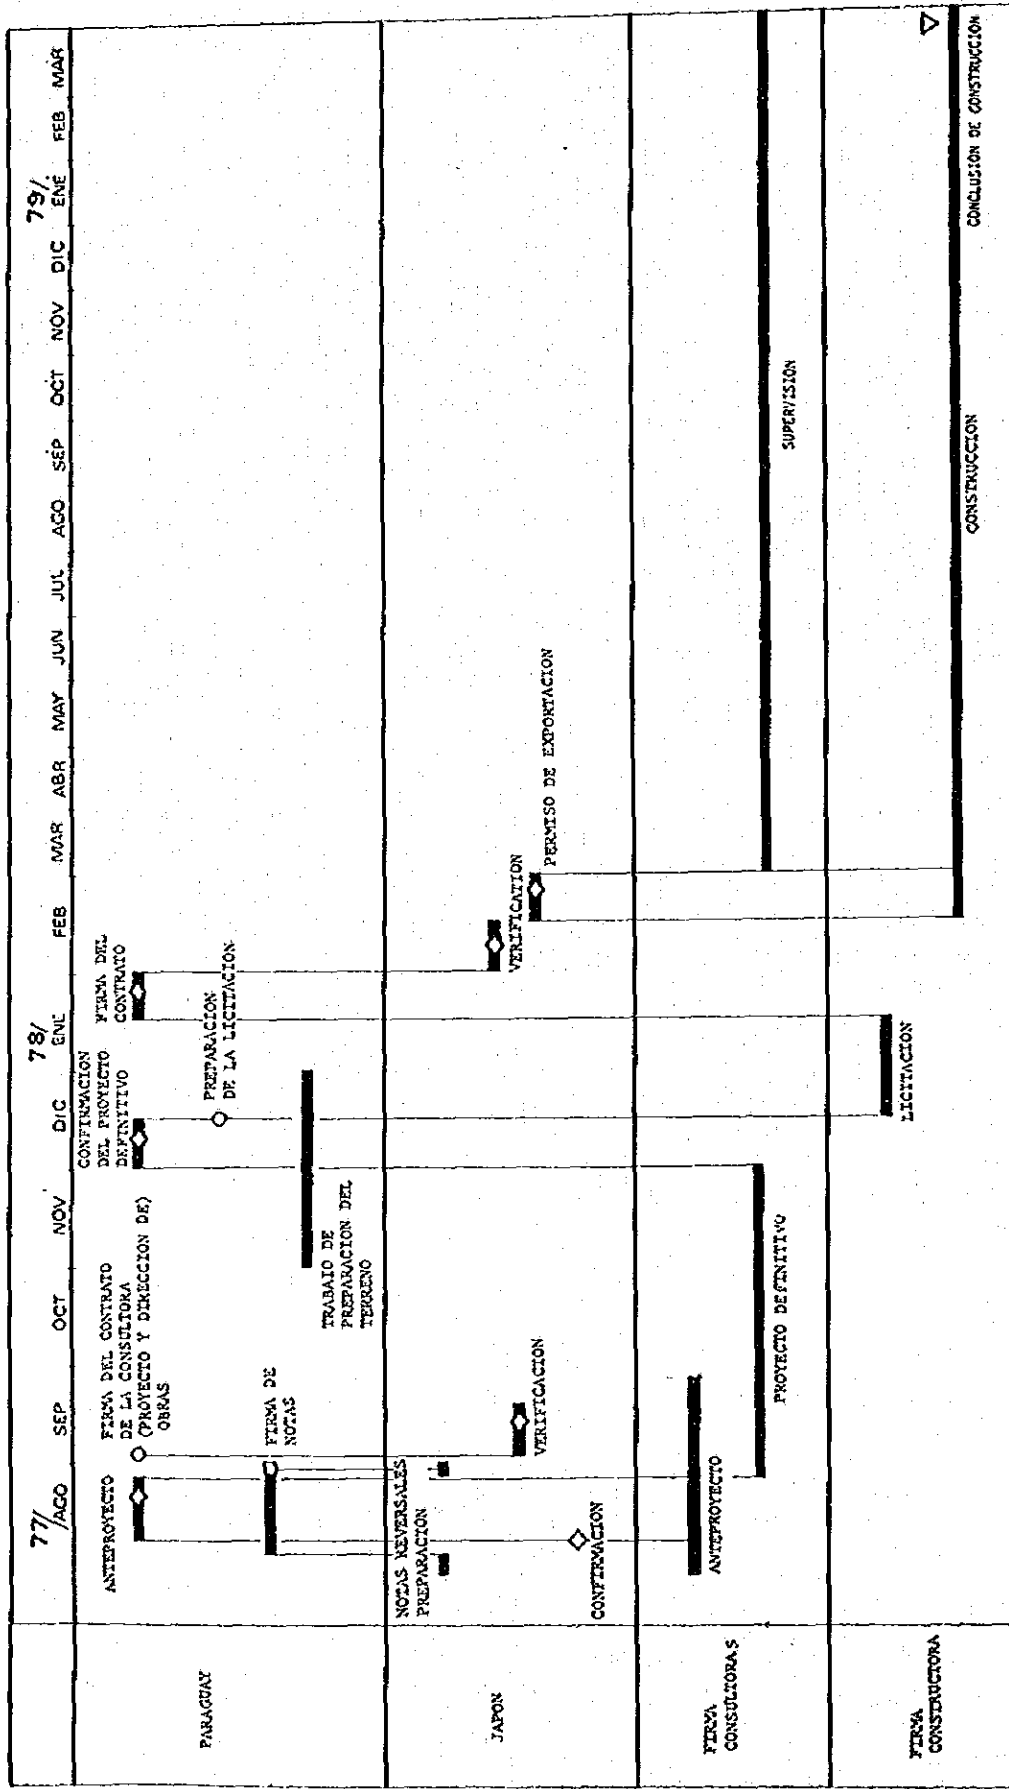 77/ 78/ 79/.
/AGO SEP OCT NOV DIC ENE FEB MAR ABR MAY JUN JUL AGO SEP OCT NOV DIC ENE FEB MAR
PARAGUAY
ANTEPROYECTO
FIRMA DEL CONTRATO
DE LA CONSULTORA
(PROYECTO Y DIRECCION DE)
OBRAS
CONFIRMACION
DEL PROYECTO
DEFINITIVO
FIRMA DEL
CONTRATO
PREPARACION
DE LA LICITACION
FIRMA DE
NOTAS
TRABAIO DE
PREPARACION DEL
TERRENO
JAPON
NOTAS REVERSALES
PREPARACION
VERIFICACION
CONFIRMACION
VERIFICATION
PERMISO DE EXPORTACION
FIRMA
CONSULTORAS
ANTEPROYECTO
PROYECTO DEFINITIVO
SUPERVISION
FIRMA
CONSTRUCTORA
LICITACION
CONSTRUCCION
CONCLUSION DE CONSTRUCCION